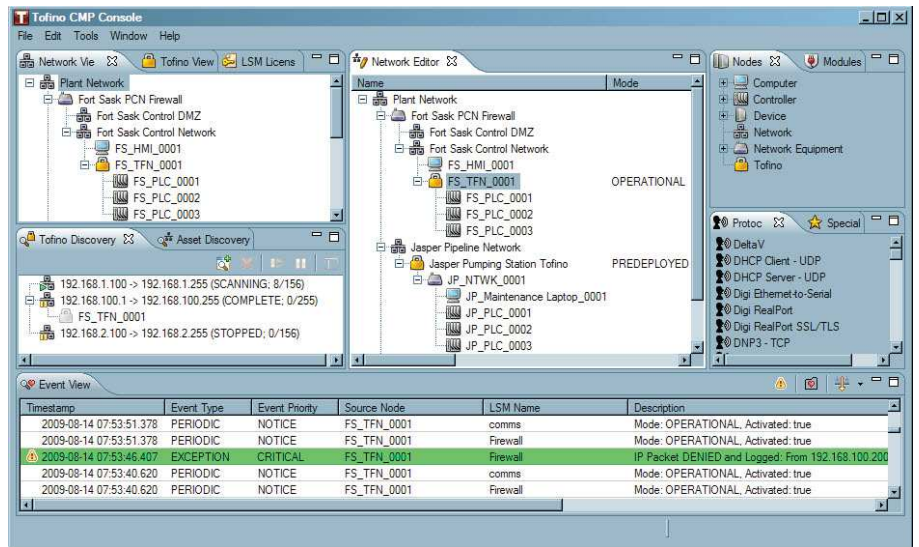 Tofino CMP Console
File Edit Tools Window Help
Network Vie
Tofino View
LSM Licens
Plant Network
Fort Sask PCN Firewall
Fort Sask Control DMZ
Fort Sask Control Network
FS_HMI_0001
FS_TFN_0001
FS_PLC_0001
FS_PLC_0002
FS_PLC_0003
Network Editor
Name Mode
Plant Network
Fort Sask PCN Firewall
Fort Sask Control DMZ
Fort Sask Control Network
FS_HMI_0001
FS_TFN_0001 OPERATIONAL
FS_PLC_0001
FS_PLC_0002
FS_PLC_0003
Jasper Pipeline Network
Jasper Pumping Station Tofino PREDEPLOYED
JP_NTWK_0001
JP_Maintenance Laptop_0001
JP_PLC_0001
JP_PLC_0002
JP_PLC_0003
Nodes
Modules
Computer
Controller
Device
Network
Network Equipment
Tofino
Tofino Discovery
Asset Discovery
192.168.1.100 -> 192.168.1.255 (SCANNING; 8/156)
192.168.100.1 -> 192.168.100.255 (COMPLETE; 0/255)
FS_TFN_0001
192.168.2.100 -> 192.168.2.255 (STOPPED; 0/156)
Protoc
Special
DeltaV
DHCP Client - UDP
DHCP Server - UDP
Digi Ethernet-to-Serial
Digi RealPort
Digi RealPort SSL/TLS
DNP3 - TCP
Event View
Timestamp Event Type Event Priority Source Node LSM Name Description
2009-08-14 07:53:51.378 PERIODIC NOTICE FS_TFN_0001 comms Mode: OPERATIONAL, Activated: true
2009-08-14 07:53:51.378 PERIODIC NOTICE FS_TFN_0001 Firewall Mode: OPERATIONAL, Activated: true
2009-08-14 07:53:46.407 EXCEPTION CRITICAL FS_TFN_0001 Firewall IP Packet DENIED and Logged: From 192.168.100.200
2009-08-14 07:53:40.620 PERIODIC NOTICE FS_TFN_0001 comms Mode: OPERATIONAL, Activated: true
2009-08-14 07:53:40.620 PERIODIC NOTICE FS_TFN_0001 Firewall Mode: OPERATIONAL, Activated: true